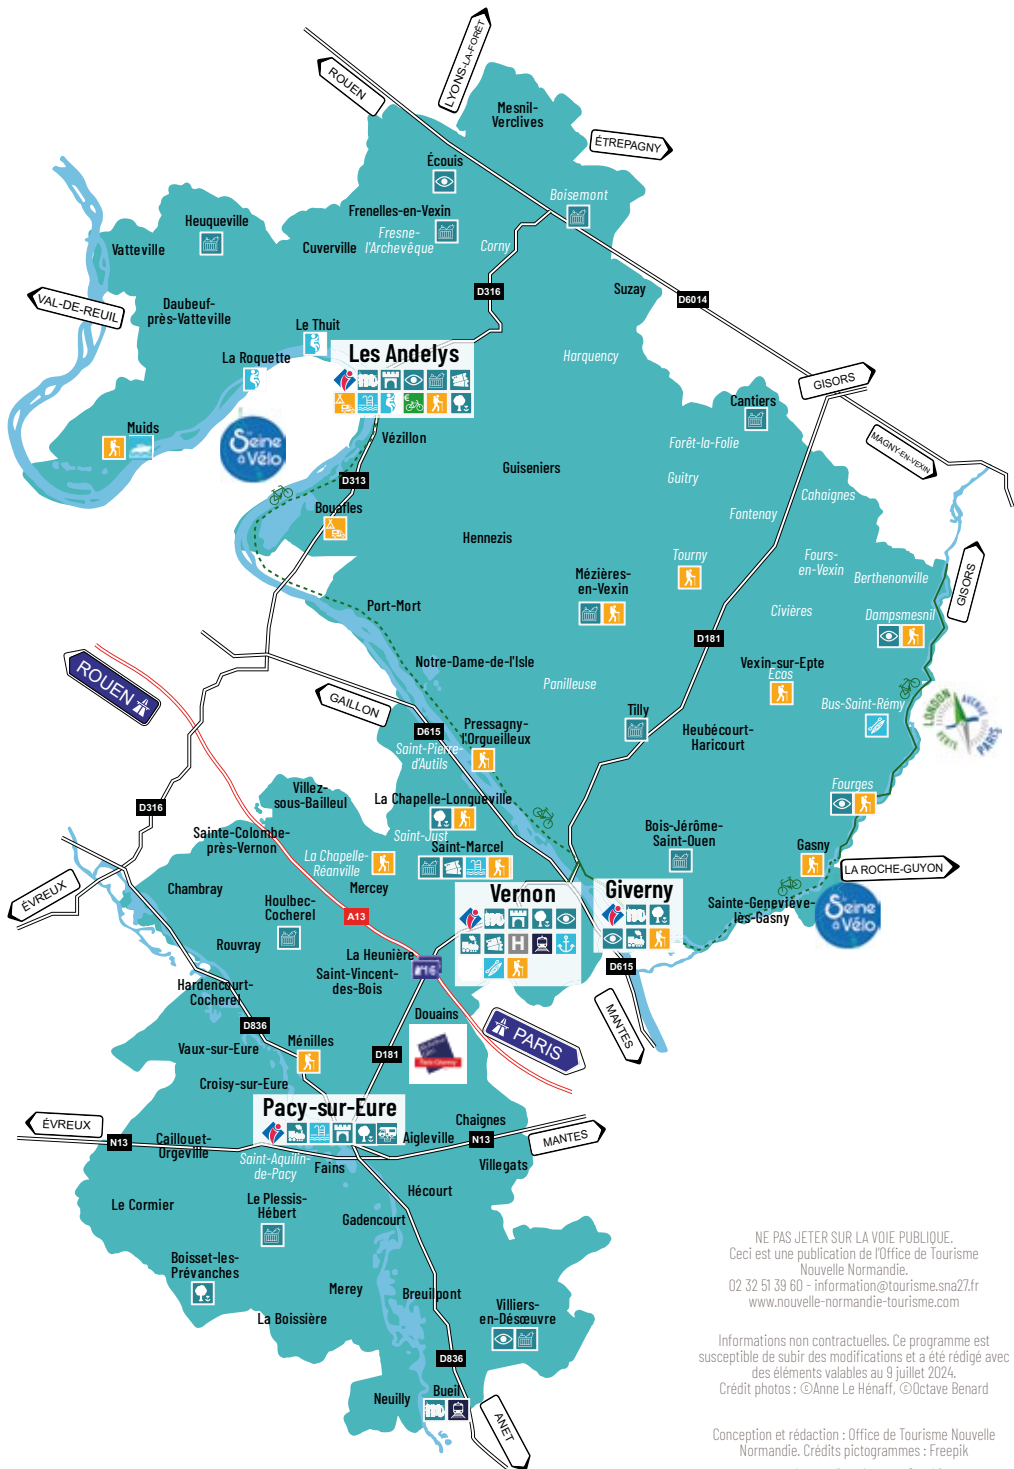 LYONS-LA-FORÊT
ROUEN
Mesnil-
Verclives
ÉTREPAGNY
Écouis
Boisemont
Heuqueville
Frenelles-en-Vexin
Fresne-
l'Archevêque
Corny
Vatteville
Cuverville
D316
Suzay
D6014
VAL-DE-REUIL
Daubeuf-
près-Vatteville
Le Thuit
La Roquette
Les Andelys
Harquency
GISORS
Cantiers
MAGNY-EN-VEXIN
Muids
La
Seine
à Vélo
Vézillon
Forêt-la-Folie
Guiseniers
Guitry
D313
Cahaignes
Bouafles
Fontenay
Hennezis
Tourny
Fours-
en-Vexin
Berthenonville
GISORS
Mézières-
en-Vexin
Port-Mort
Civières
Dampsmesnil
D181
ROUEN
Notre-Dame-de-l'Isle
Vexin-sur-Epte
Écos
Panilleuse
GAILLON
Bus-Saint-Rémy
LONDON
AVENUE
VERTE
PARIS
Tilly
D615
Pressagny-
l'Orgueilleux
Heubécourt-
Haricourt
Saint-Pierre-
d'Autils
Fourges
Villez-
sous-Bailleul
La Chapelle-Longueville
D316
Saint-Just
Sainte-Colombe-
près-Vernon
Bois-Jérôme-
Saint-Ouen
Saint-Marcel
Gasny
La Chapelle-
Réanville
LA ROCHE-GUYON
ÉVREUX
Chambray
Mercey
Vernon
Giverny
Houlbec-
Cocherel
A13
Sainte-Geneviève-
lès-Gasny
La
Seine
à Vélo
Rouvray
H
La Heunière
16
D615
Saint-Vincent-
des-Bois
Hardencourt-
Cocherel
MANTES
D836
Douains
PARIS
Vaux-sur-Eure
Ménilles
D181
Croisy-sur-Eure
Pacy-sur-Eure
ÉVREUX
Chaignes
N13
Caillouet-
Orgeville
Aigleville
N13
MANTES
Saint-Aquilin-
de-Pacy
Fains
Villegats
Le Cormier
Le Plessis-
Hébert
Hécourt
Gadencourt
Boisset-les-
Prévanches
Merey
Breuilpont
Villiers-
en-Désœuvre
La Boissière
D836
Neuilly
Bueil
ANET
NE PAS JETER SUR LA VOIE PUBLIQUE.
Ceci est une publication de l'Office de Tourisme
Nouvelle Normandie.
02 32 51 39 60 - information@tourisme.sna27.fr
www.nouvelle-normandie-tourisme.com
Informations non contractuelles. Ce programme est
susceptible de subir des modifications et a été rédigé avec
des éléments valables au 9 juillet 2024.
Crédit photos : ©Anne Le Hénaff, ©Octave Benard
Conception et rédaction : Office de Tourisme Nouvelle
Normandie. Crédits pictogrammes : Freepik